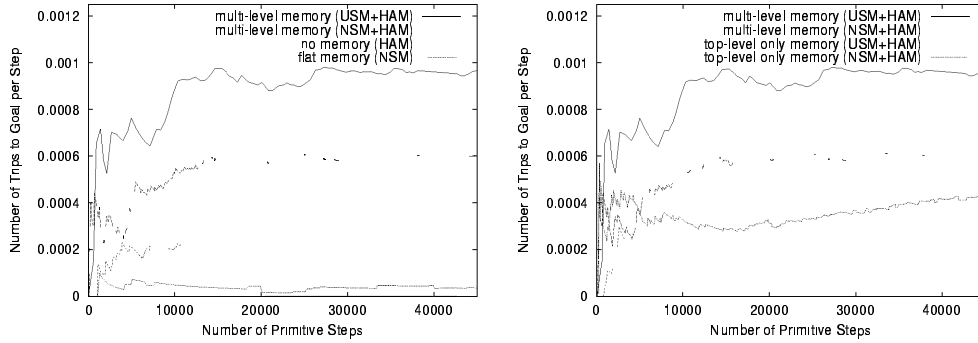 multi-level memory (USM+HAM)
multi-level memory (NSM+HAM)
no memory (HAM)
flat memory (NSM)
0.0012
0.001
0.0008
0.0006
0.0004
0.0002
0
Number of Trips to Goal per Step
0
10000
20000
30000
40000
Number of Primitive Steps
multi-level memory (USM+HAM)
multi-level memory (NSM+HAM)
top-level only memory (USM+HAM)
top-level only memory (NSM+HAM)
0.0012
0.001
0.0008
0.0006
0.0004
0.0002
0
Number of Trips to Goal per Step
0
10000
20000
30000
40000
Number of Primitive Steps